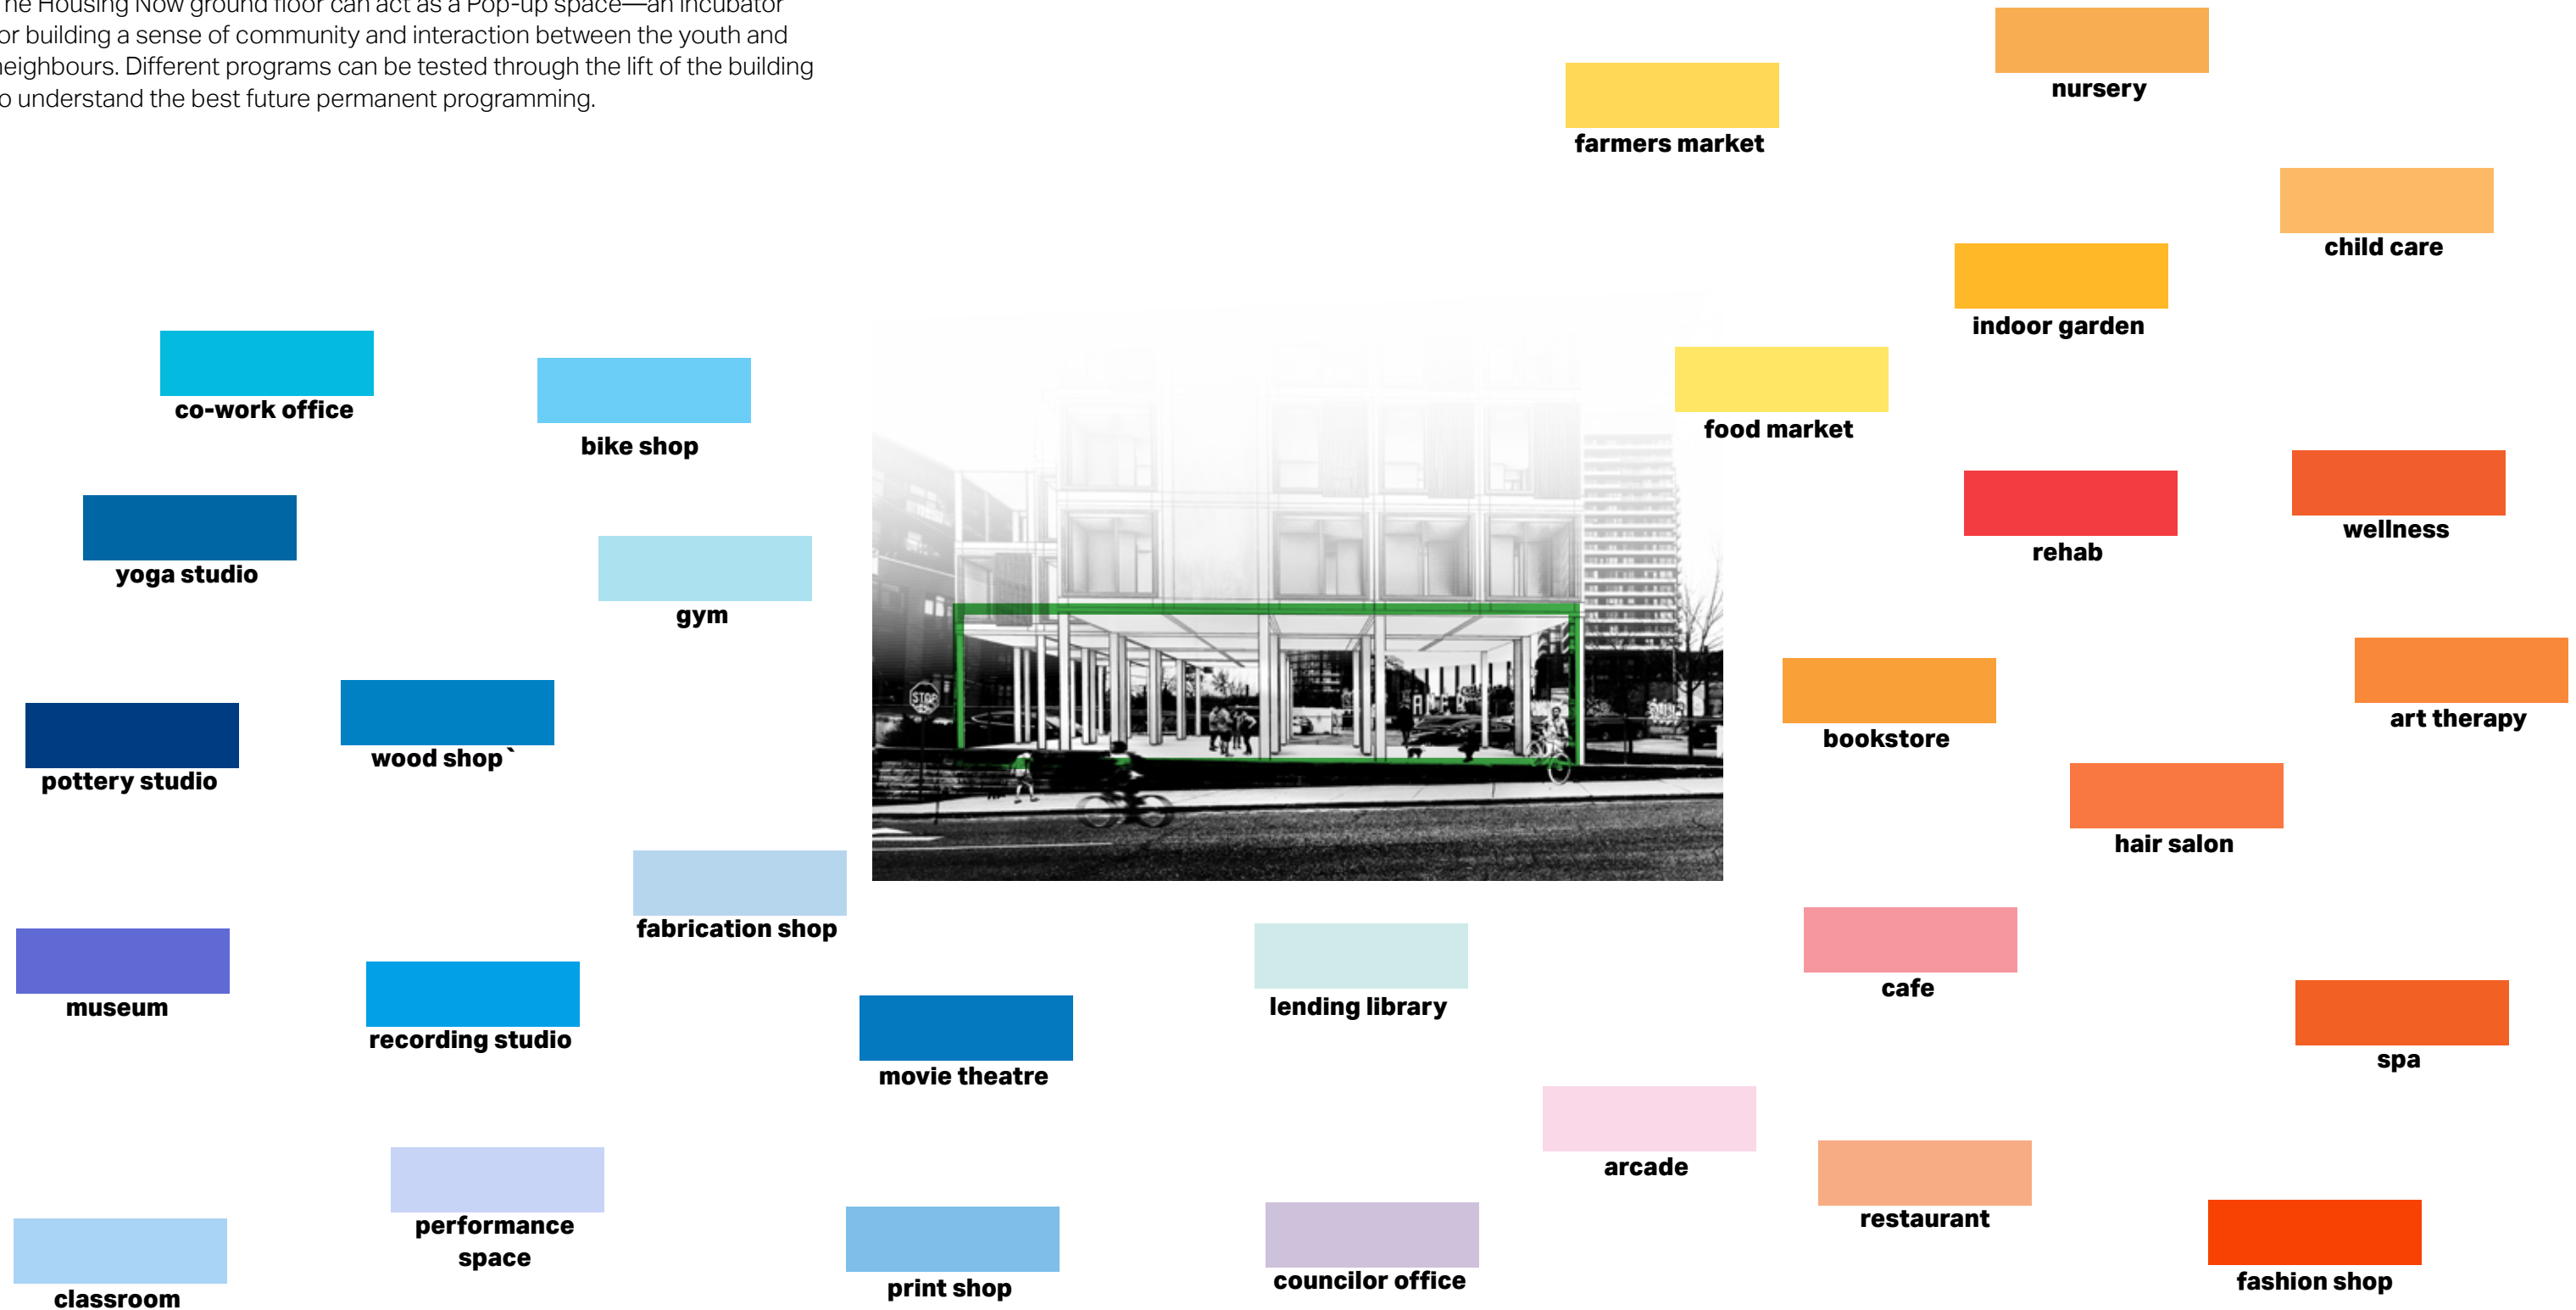 he Housing Now ground floor can act as a Pop-up space—an incubator
or building a sense of community and interaction between the youth and
neighbours. Different programs can be tested through the lift of the building
o understand the best future permanent programming.
nursery
farmers market
child care
indoor garden
co-work office
food market
bike shop
wellness
rehab
yoga studio
gym
STOP
art therapy
bookstore
wood shop`
pottery studio
hair salon
fabrication shop
cafe
lending library
museum
recording studio
spa
movie theatre
arcade
restaurant
performance
space
councilor office
fashion shop
print shop
classroom